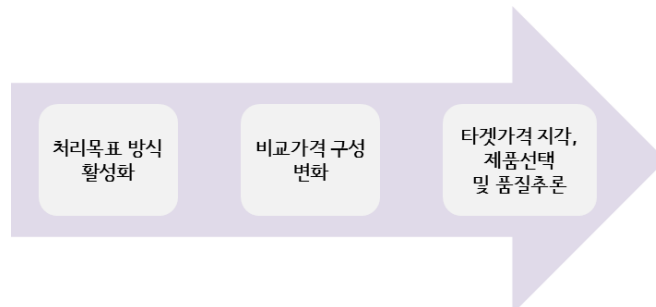 처리목표 방식
활성화
비교가격 구성
변화
타겟가격 지각,
제품선택
및 품질추론